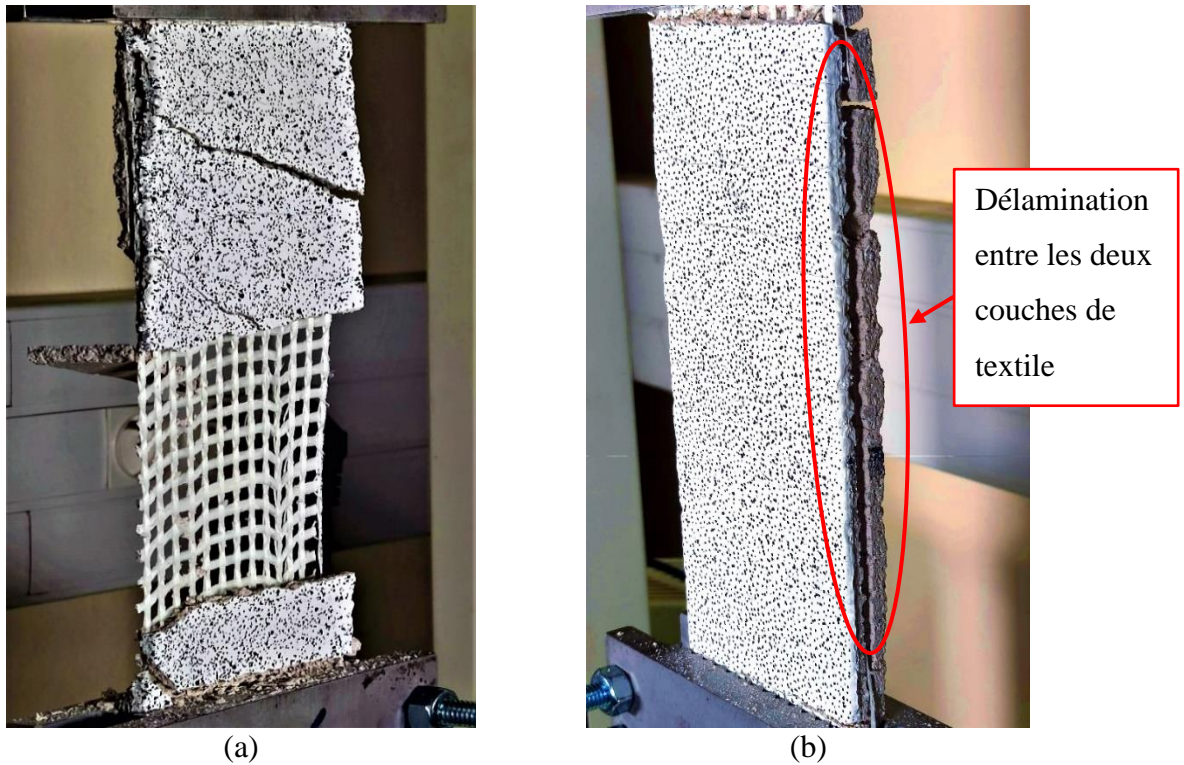 Délamination
entre les deux
couches de
textile
(a)
(b)